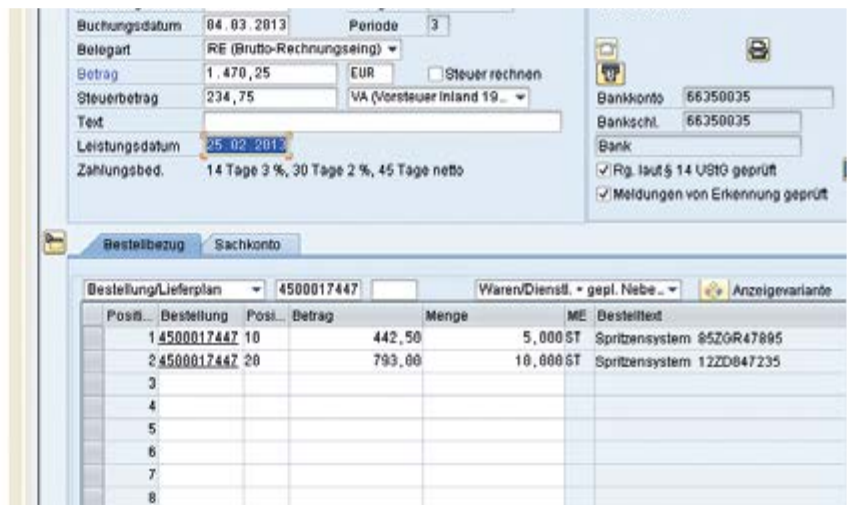 Buchungsdatum 04.03.2013 Periode 3
Belegart RE (Brutto-Rechnungseing)
Betrag 1.470,25 EUR Steuer rechnen
Steuerbetrag 234,75 VA (Vorsteuer Inland 19...
Bankkonto 66350035
Text
Bankschl. 66350035
Leistungsdatum 25.02.2013
Bank
Zahlungsbed. 14 Tage 3 %, 30 Tage 2 %, 45 Tage netto
Rg. laut § 14 UStG geprüft
Meldungen von Erkennung geprüft
Bestellbezug Sachkonto
Bestellung/Lieferplan 4500017447 Waren/Dienstl. + gepl. Nebe... Anzeigevariante
Positi... Bestellung Posi... Betrag Menge ME Bestelltext
1 4500017447 10 442,50 5,000 ST Spritzensystem 85ZGR47895
2 4500017447 20 793,00 10,000 ST Spritzensystem 12ZD847235
3
4
5
6
7
8